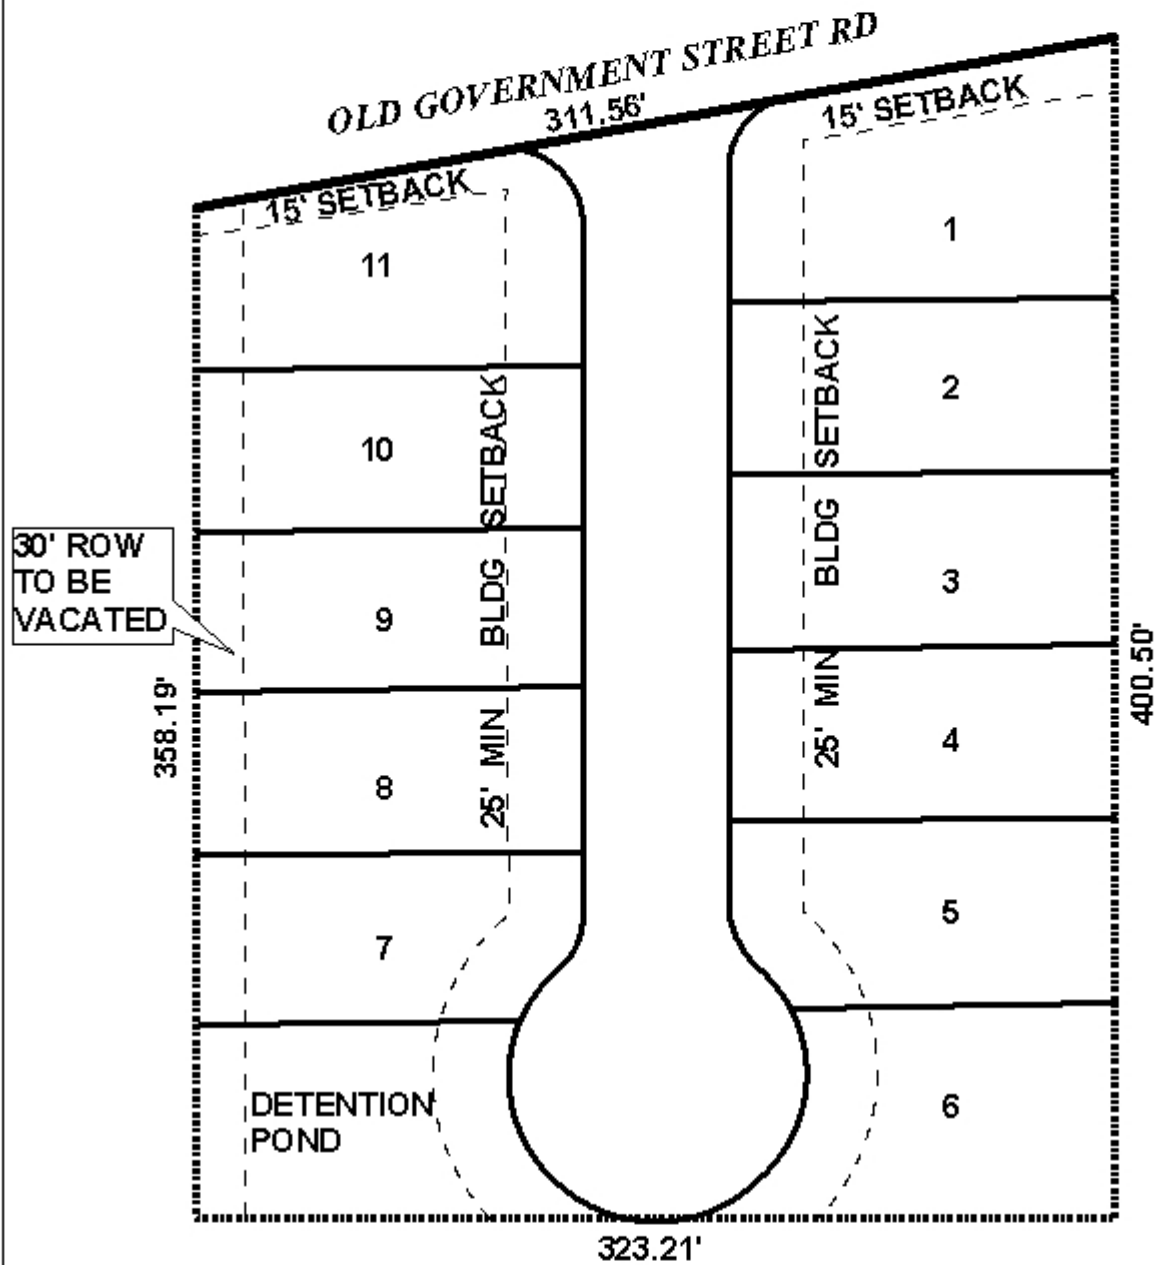 OLD GOVERNMENT STREET RD
311.56'
15' SETBACK
15' SETBACK
11
1
10
2
9
3
8
4
7
5
6
25' MIN BLDG SETBACK
25' MIN BLDG SETBACK
30' ROW
TO BE
VACATED
358.19'
400.50'
DETENTION
POND
323.21'